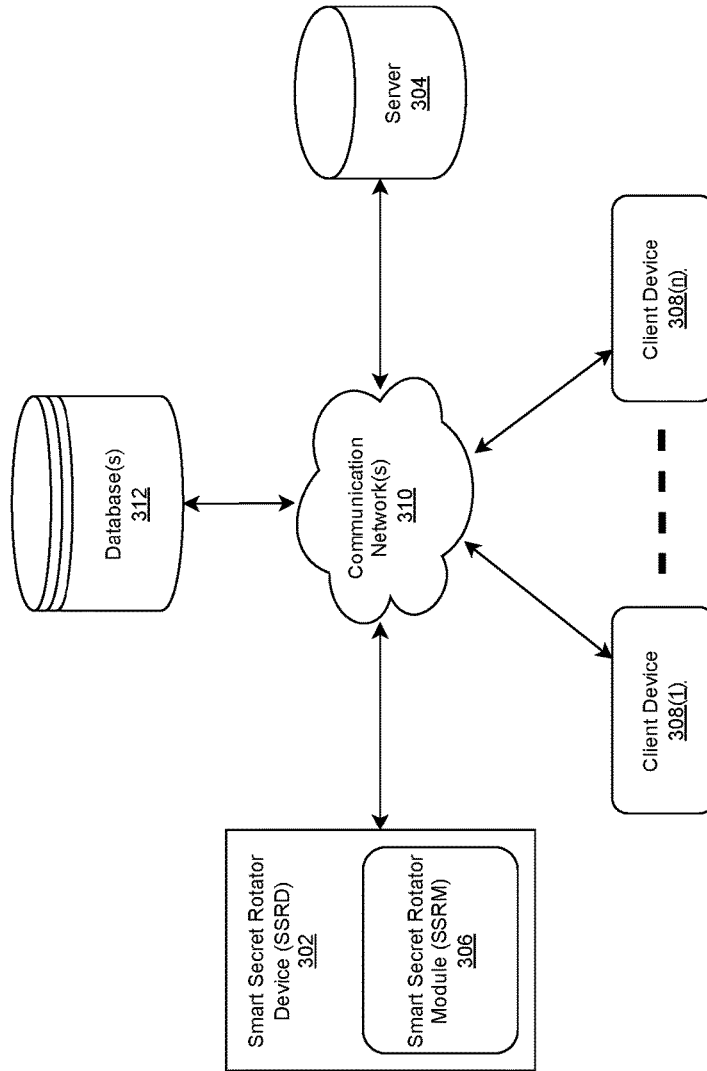 Database(s)
312
Smart Secret Rotator
Device (SSRD)
302
Smart Secret Rotator
Module (SSRM)
306
Communication
Network(s)
310
Server
304
Client Device
308(1)
Client Device
308(n)